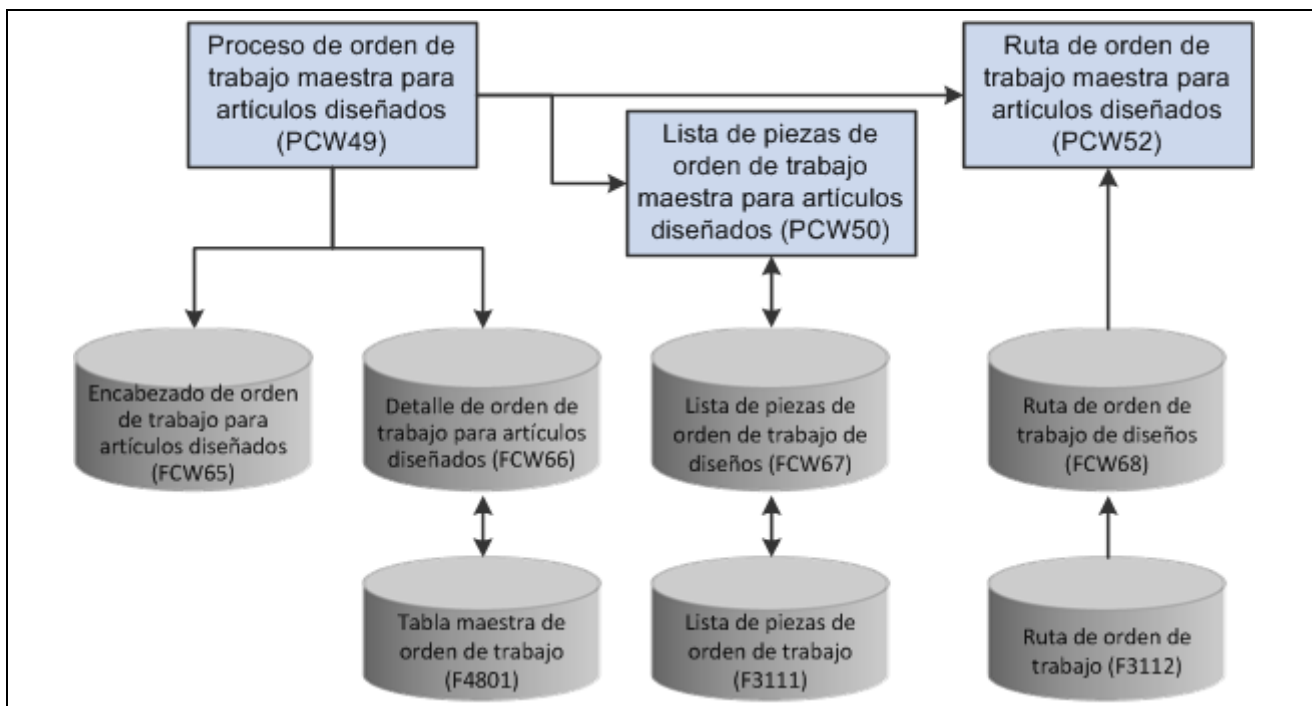 Proceso de orden de
trabajo maestra para
artículos diseñados
(PCW49)
Lista de piezas de
orden de trabajo
maestra para artículos
diseñados (PCW50)
Ruta de orden de
trabajo maestra para
artículos diseñados
(PCW52)
Encabezado de orden
de trabajo para
artículos diseñados
(FCW65)
Detalle de orden de
trabajo para artículos
diseñados (FCW66)
Lista de piezas de
orden de trabajo de
diseños (FCW67)
Ruta de orden de
trabajo de diseños
(FCW68)
Tabla maestra de
orden de trabajo
(F4801)
Lista de piezas de
orden de trabajo
(F3111)
Ruta de orden de
trabajo (F3112)